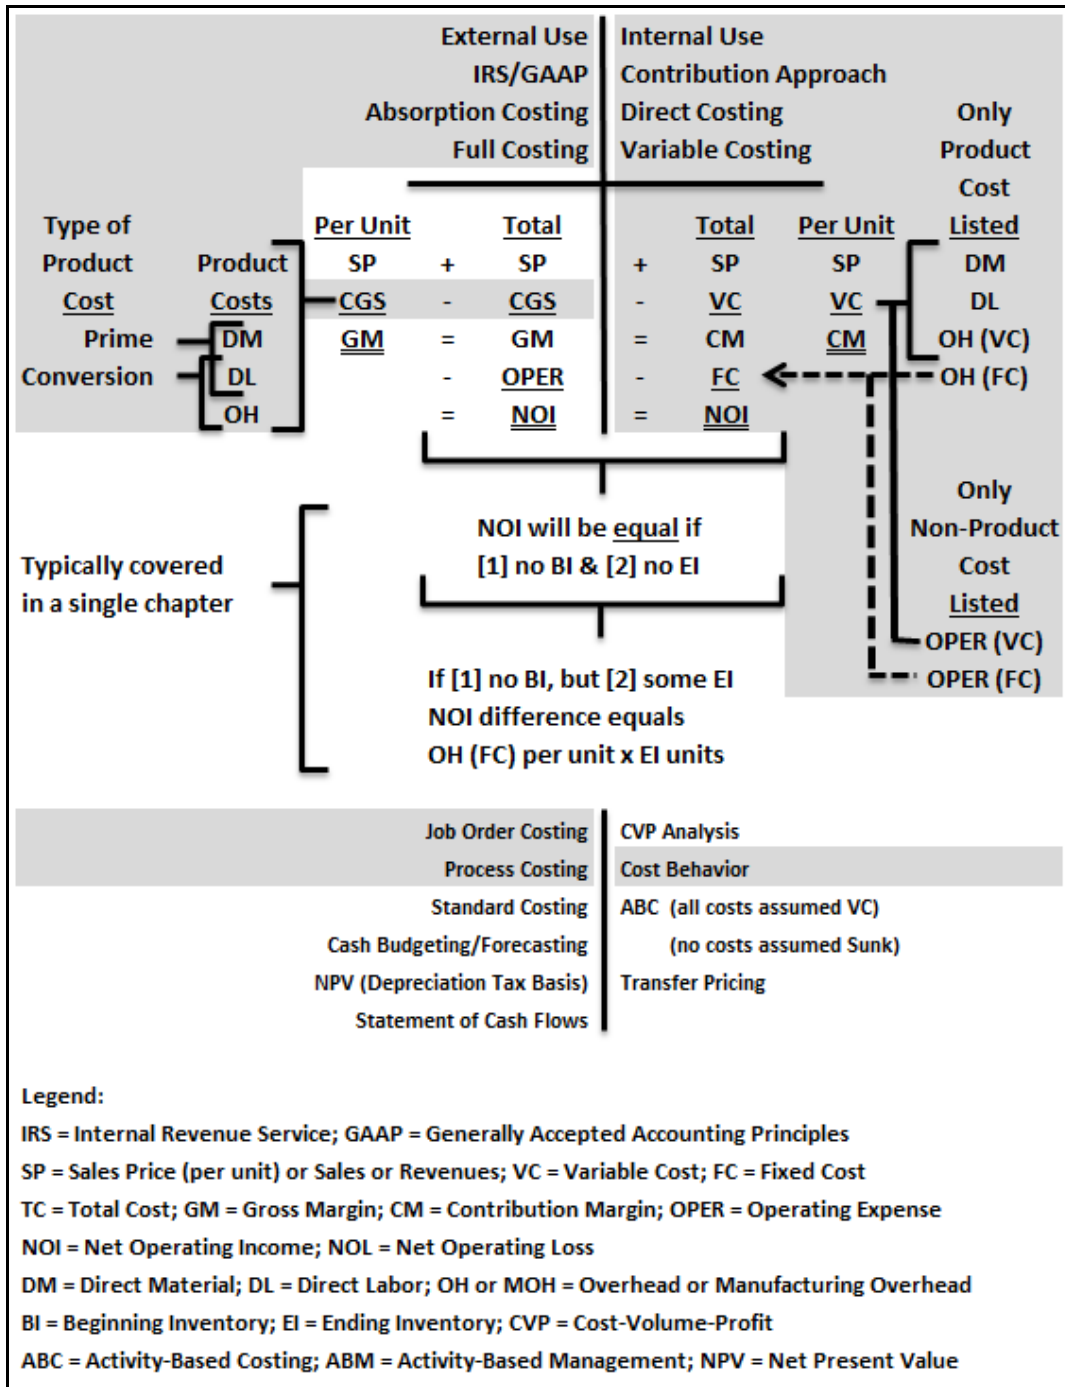 External Use Internal Use
IRS/GAAP Contribution Approach
Absorption Costing Direct Costing Only
Full Costing Variable Costing Product
Cost
Type of Per Unit Total Total Per Unit Listed
Product Product SP + SP + SP SP DM
Cost Costs CGS - CGS - VC VC DL
Prime DM GM = GM = CM CM OH (VC)
Conversion DL - OPER - FC OH (FC)
OH = NOI = NOI
Only
NOI will be equal if Non-Product
Typically covered [1] no BI & [2] no EI Cost
in a single chapter Listed
OPER (VC)
If [1] no BI, but [2] some EI OPER (FC)
NOI difference equals
OH (FC) per unit x EI units
Job Order Costing CVP Analysis
Process Costing Cost Behavior
Standard Costing ABC (all costs assumed VC)
Cash Budgeting/Forecasting (no costs assumed Sunk)
NPV (Depreciation Tax Basis) Transfer Pricing
Statement of Cash Flows
Legend:
IRS = Internal Revenue Service; GAAP = Generally Accepted Accounting Principles
SP = Sales Price (per unit) or Sales or Revenues; VC = Variable Cost; FC = Fixed Cost
TC = Total Cost; GM = Gross Margin; CM = Contribution Margin; OPER = Operating Expense
NOI = Net Operating Income; NOL = Net Operating Loss
DM = Direct Material; DL = Direct Labor; OH or MOH = Overhead or Manufacturing Overhead
BI = Beginning Inventory; EI = Ending Inventory; CVP = Cost-Volume-Profit
ABC = Activity-Based Costing; ABM = Activity-Based Management; NPV = Net Present Value